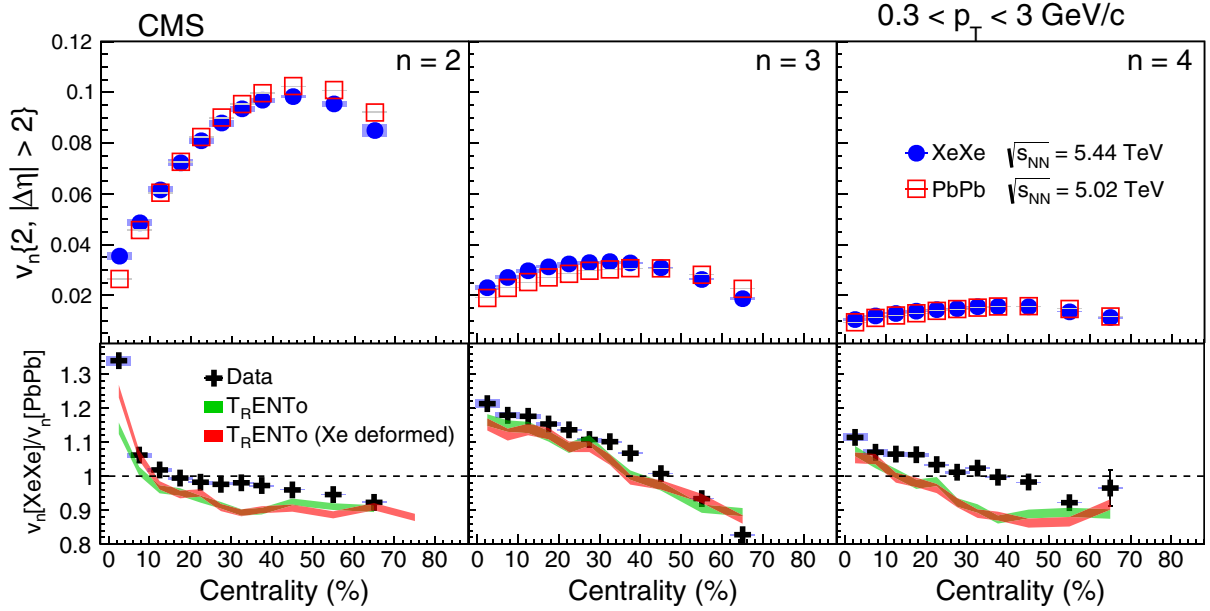 CMS
0.3 < p_T < 3 GeV/c
v_n{2, |Δη| > 2}
0.12
0.1
0.08
0.06
0.04
0.02
n = 2
n = 3
n = 4
XeXe √s_NN = 5.44 TeV
PbPb √s_NN = 5.02 TeV
v_n[XeXe]/v_n[PbPb]
1.3
1.2
1.1
1
0.9
0.8
Data
T_RENTo
T_RENTo (Xe deformed)
0 10 20 30 40 50 60 70 80
0 10 20 30 40 50 60 70 80
0 10 20 30 40 50 60 70 80
Centrality (%)
Centrality (%)
Centrality (%)